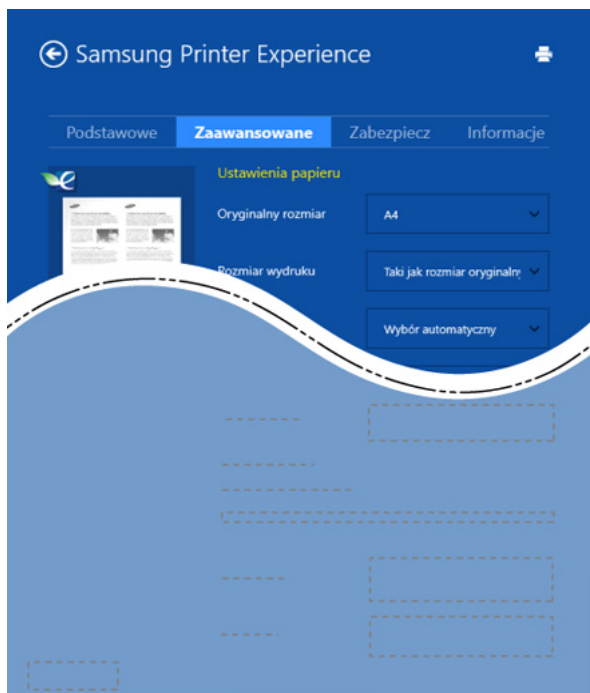 Samsung Printer Experience
Podstawowe Zaawansowane Zabezpiecz Informacje
Ustawienia papieru
Oryginalny rozmiar A4
Rozmiar wydruku Taki jak rozmiar oryginalny
Wybór automatyczny